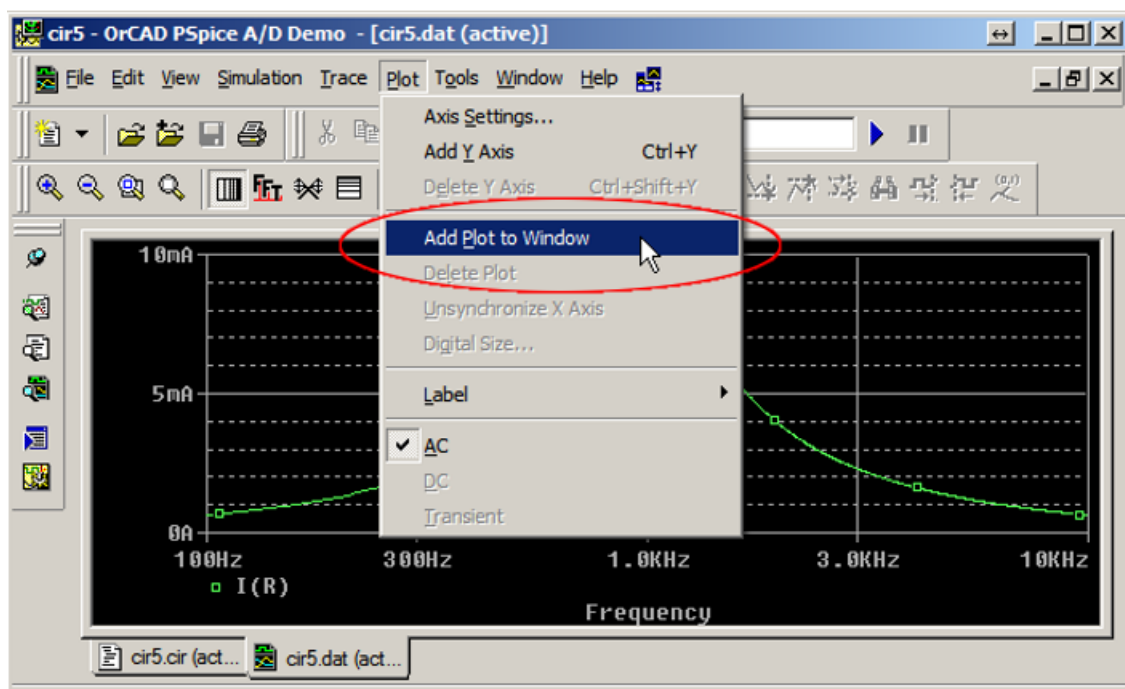 cir5 - OrCAD PSpice A/D Demo - [cir5.dat (active)]
File Edit View Simulation Trace Plot Tools Window Help
Axis Settings...
Add Y Axis Ctrl+Y
Delete Y Axis Ctrl+Shift+Y
FFT
Add Plot to Window
Delete Plot
Unsynchronize X Axis
Digital Size...
Label
AC
DC
Transient
10mA
5mA
0A
100Hz 300Hz 1.0KHz 3.0KHz 10KHz
I(R)
Frequency
cir5.cir (act... cir5.dat (act...